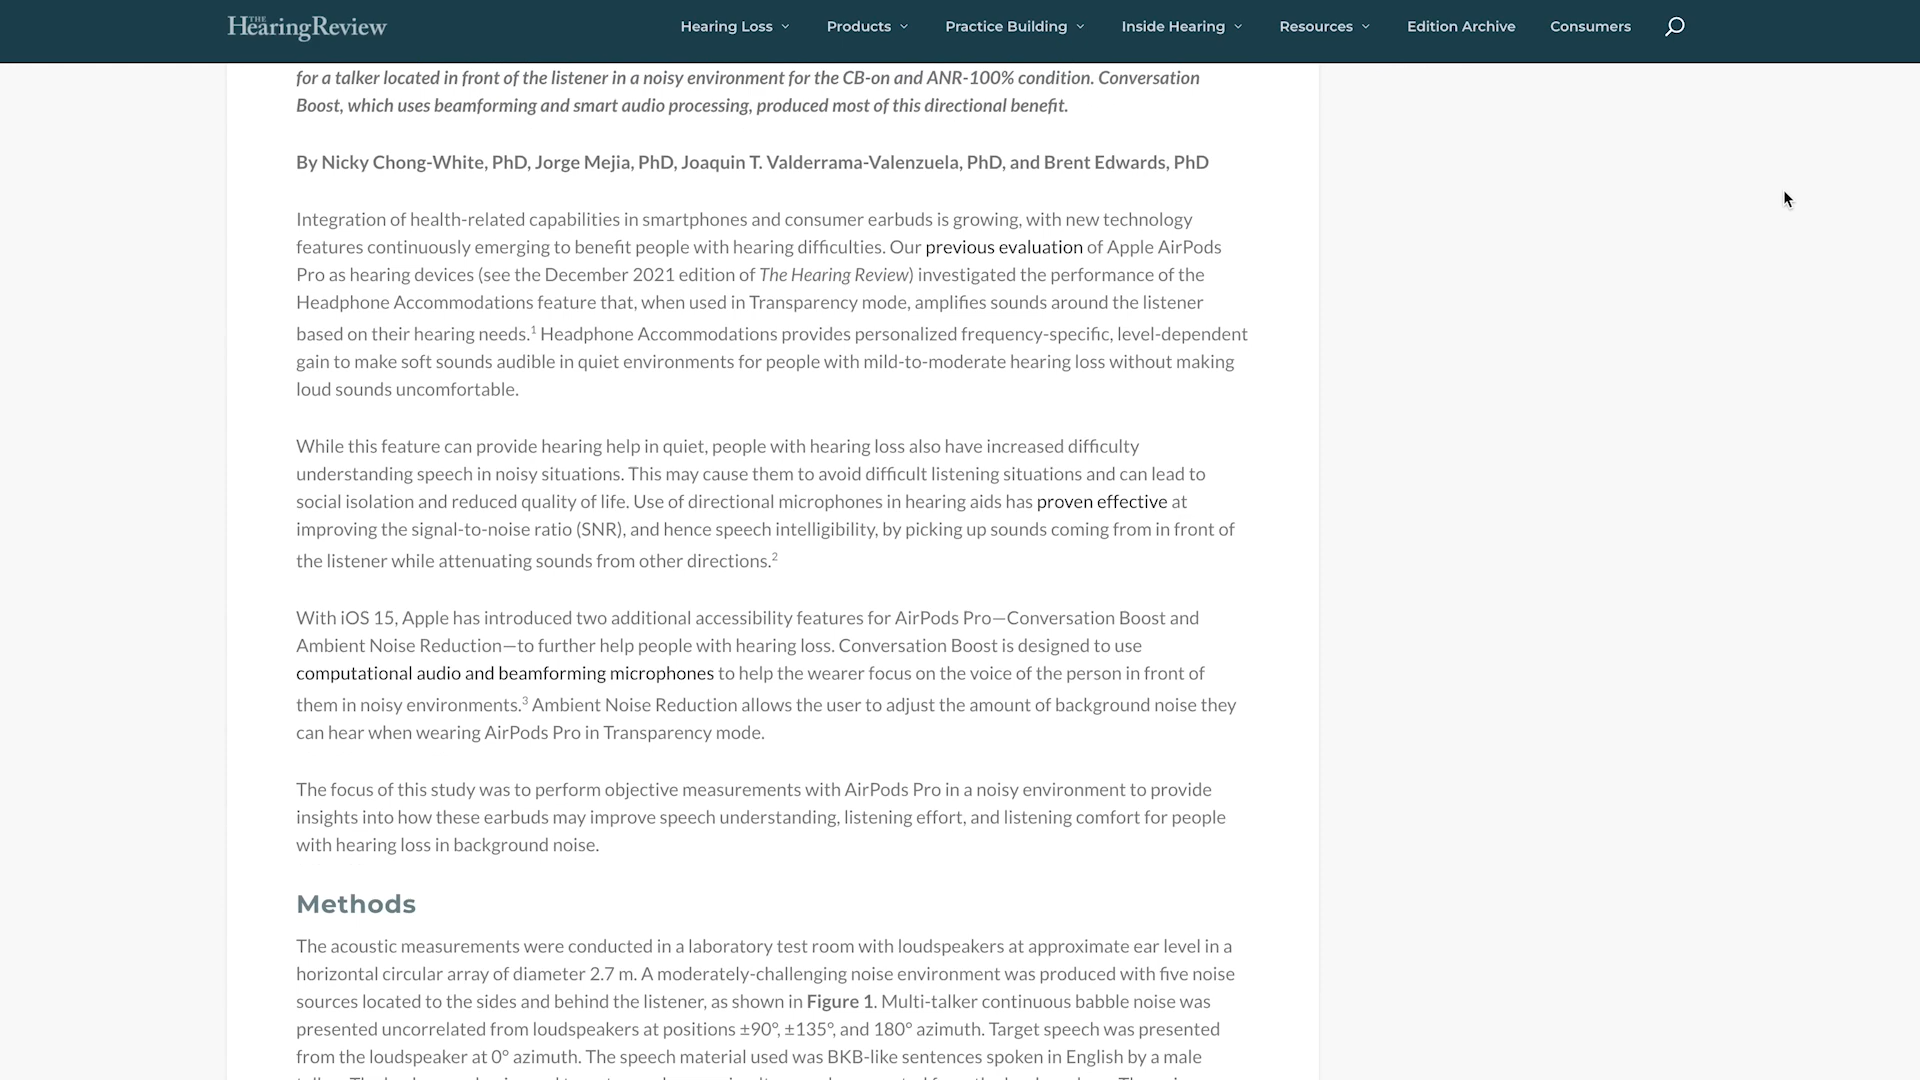 THE HearingReview
Hearing Loss Products Practice Building Inside Hearing Resources Edition Archive Consumers
for a talker located in front of the listener in a noisy environment for the CB-on and ANR-100% condition. Conversation
Boost, which uses beamforming and smart audio processing, produced most of this directional benefit.
By Nicky Chong-White, PhD, Jorge Mejia, PhD, Joaquin T. Valderrama-Valenzuela, PhD, and Brent Edwards, PhD
Integration of health-related capabilities in smartphones and consumer earbuds is growing, with new technology
features continuously emerging to benefit people with hearing difficulties. Our previous evaluation of Apple AirPods
Pro as hearing devices (see the December 2021 edition of The Hearing Review) investigated the performance of the
Headphone Accommodations feature that, when used in Transparency mode, amplifies sounds around the listener
based on their hearing needs.¹ Headphone Accommodations provides personalized frequency-specific, level-dependent
gain to make soft sounds audible in quiet environments for people with mild-to-moderate hearing loss without making
loud sounds uncomfortable.
While this feature can provide hearing help in quiet, people with hearing loss also have increased difficulty
understanding speech in noisy situations. This may cause them to avoid difficult listening situations and can lead to
social isolation and reduced quality of life. Use of directional microphones in hearing aids has proven effective at
improving the signal-to-noise ratio (SNR), and hence speech intelligibility, by picking up sounds coming from in front of
the listener while attenuating sounds from other directions.²
With iOS 15, Apple has introduced two additional accessibility features for AirPods Pro—Conversation Boost and
Ambient Noise Reduction—to further help people with hearing loss. Conversation Boost is designed to use
computational audio and beamforming microphones to help the wearer focus on the voice of the person in front of
them in noisy environments.³ Ambient Noise Reduction allows the user to adjust the amount of background noise they
can hear when wearing AirPods Pro in Transparency mode.
The focus of this study was to perform objective measurements with AirPods Pro in a noisy environment to provide
insights into how these earbuds may improve speech understanding, listening effort, and listening comfort for people
with hearing loss in background noise.
Methods
The acoustic measurements were conducted in a laboratory test room with loudspeakers at approximate ear level in a
horizontal circular array of diameter 2.7 m. A moderately-challenging noise environment was produced with five noise
sources located to the sides and behind the listener, as shown in Figure 1. Multi-talker continuous babble noise was
presented uncorrelated from loudspeakers at positions ±90°, ±135°, and 180° azimuth. Target speech was presented
from the loudspeaker at 0° azimuth. The speech material used was BKB-like sentences spoken in English by a male